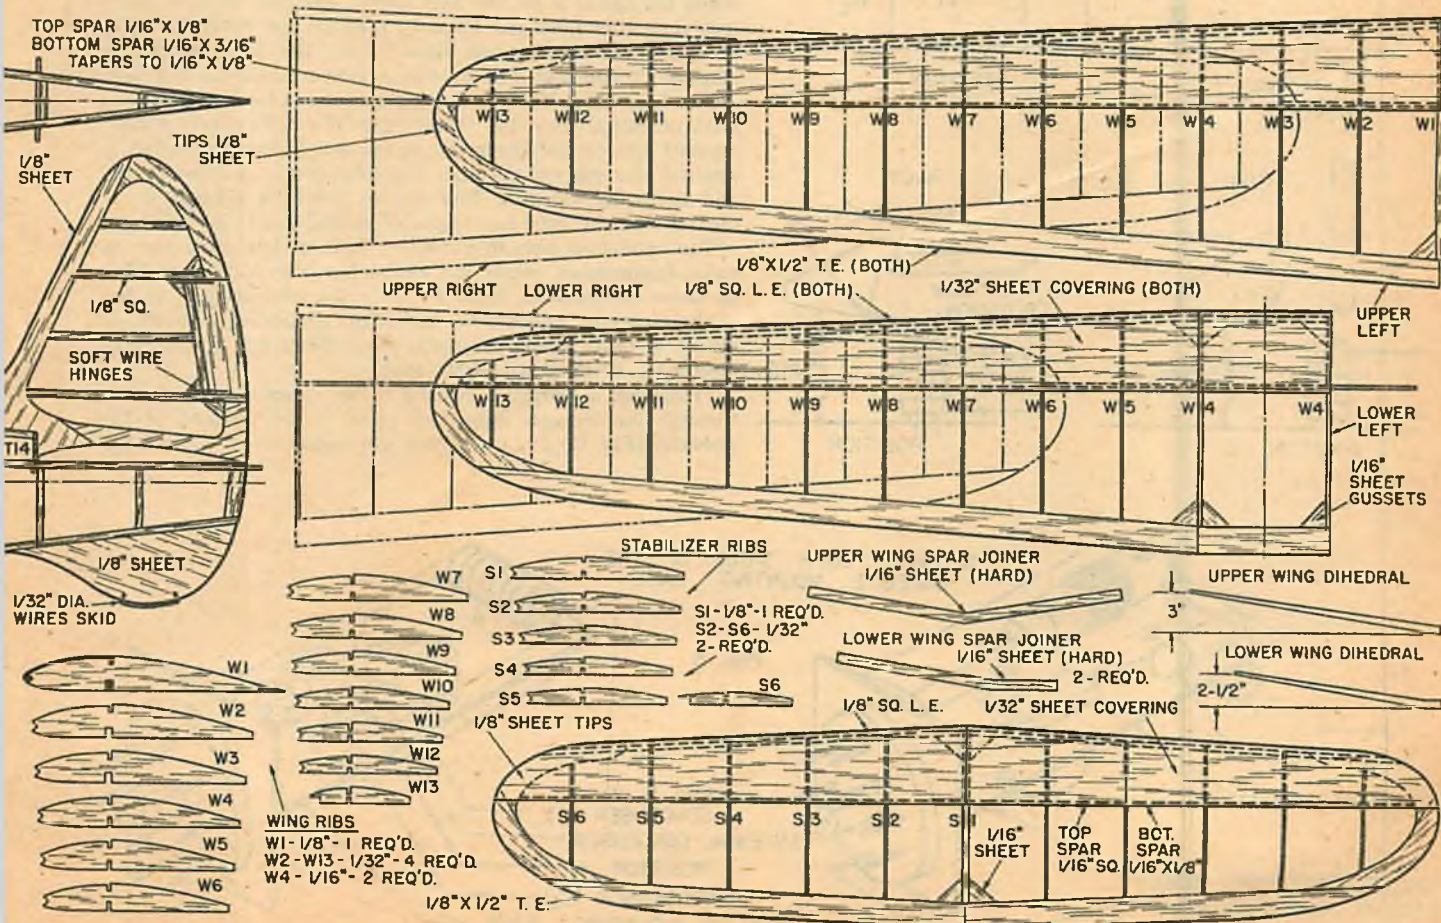 TOP SPAR 1/16" X 1/8"
BOTTOM SPAR 1/16" X 3/16"
TAPERS TO 1/16" X 1/8"
TIPS 1/8"
SHEET
1/8"
SHEET
W13 W12 W11 W10 W9 W8 W7 W6 W5 W4 W3 W2 W1
1/8" X 1/2" T.E. (BOTH)
UPPER RIGHT
LOWER RIGHT
1/8" SQ. L.E. (BOTH)
1/32" SHEET COVERING (BOTH)
UPPER
LEFT
1/8" SQ.
SOFT WIRE
HINGES
T14
1/8" SHEET
1/32" DIA.
WIRES SKID
W13 W12 W11 W10 W9 W8 W7 W6 W5 W4 W4
LOWER
LEFT
1/16"
SHEET
GUSSETS
STABILIZER RIBS
S1
S2
S3
S4
S5
S6
S1-1/8"-1 REQ'D.
S2-S6-1/32"
2-REQ'D.
UPPER WING SPAR JOINER
1/16" SHEET (HARD)
LOWER WING SPAR JOINER
1/16" SHEET (HARD)
2-REQ'D.
UPPER WING DIHEDRAL
3"
LOWER WING DIHEDRAL
2-1/2"
W1
W2
W3
W4
W5
W6
W7
W8
W9
W10
W11
W12
W13
WING RIBS
W1-1/8"-1 REQ'D.
W2-W13-1/32"-4 REQ'D.
W4-1/16"-2 REQ'D.
1/8" SHEET TIPS
1/8" SQ. L.E.
1/32" SHEET COVERING
S6 S5 S4 S3 S2 S1
1/16"
SHEET
TOP
SPAR
1/16" SQ.
BOT.
SPAR
1/16" X 1/8"
1/8" X 1/2" T.E.